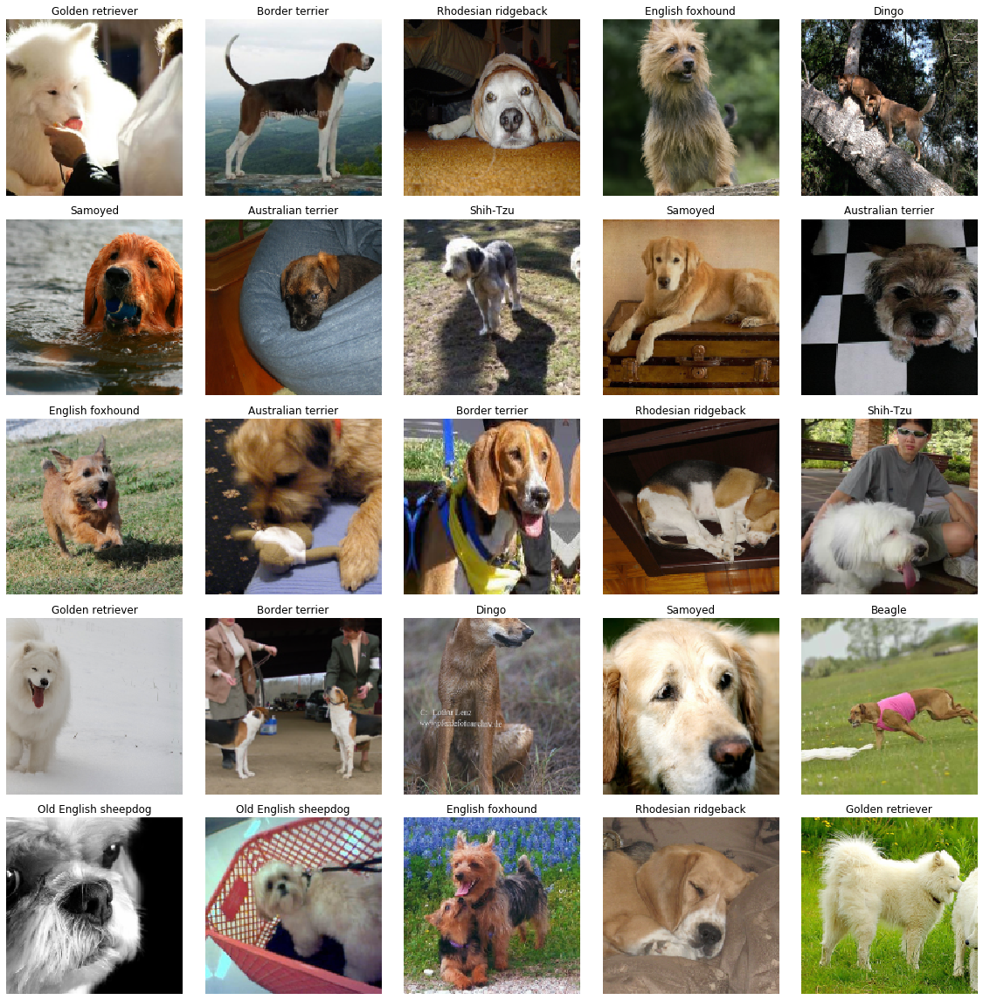 Golden retriever
Border terrier
Rhodesian ridgeback
English foxhound
Dingo
Samoyed
Australian terrier
Shih-Tzu
Samoyed
Australian terrier
English foxhound
Australian terrier
Border terrier
Rhodesian ridgeback
Shih-Tzu
Golden retriever
Border terrier
Dingo
Samoyed
Beagle
C: Lothar Lenz
www.pferdefotoarchiv.de
Old English sheepdog
Old English sheepdog
English foxhound
Rhodesian ridgeback
Golden retriever